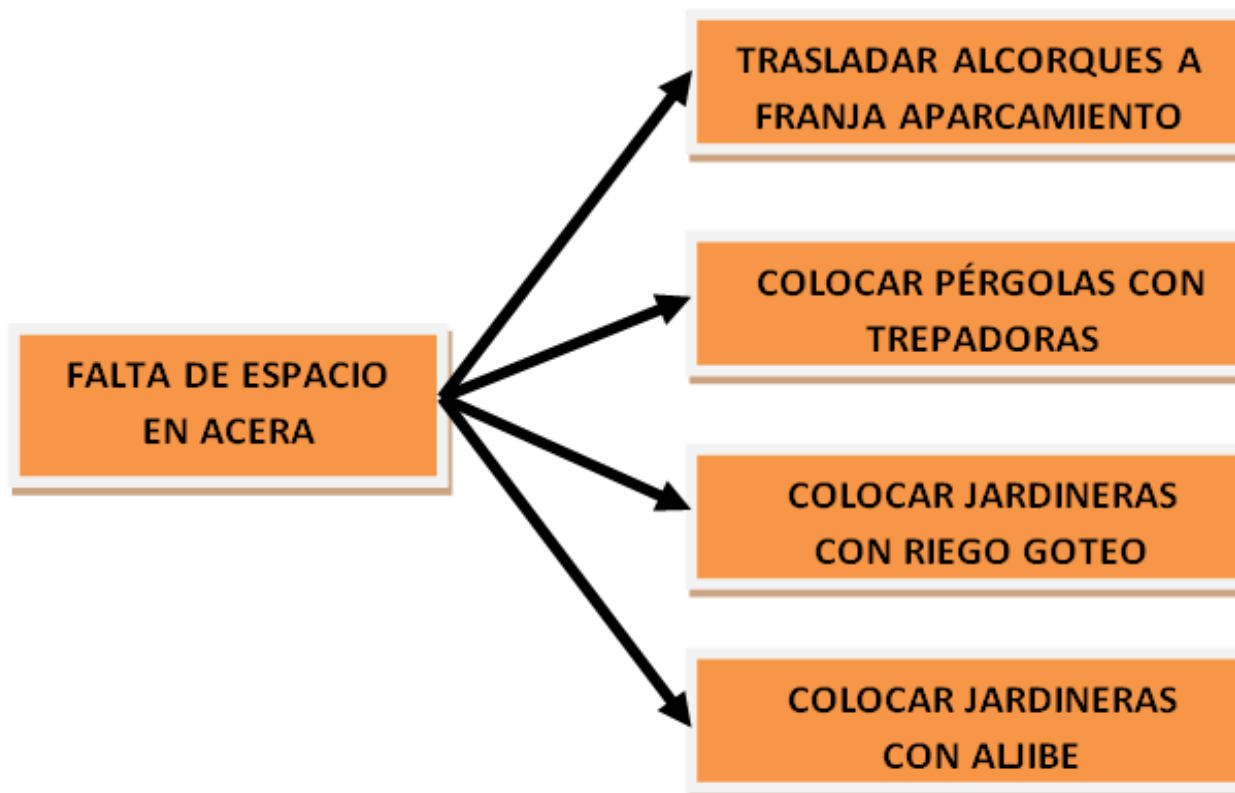 FALTA DE ESPACIO
EN ACERA
TRASLADAR ALCORQUES A
FRANJA APARCAMIENTO
COLOCAR PÉRGOLAS CON
TREPADORAS
COLOCAR JARDINERAS
CON RIEGO GOTEO
COLOCAR JARDINERAS
CON ALJIBE